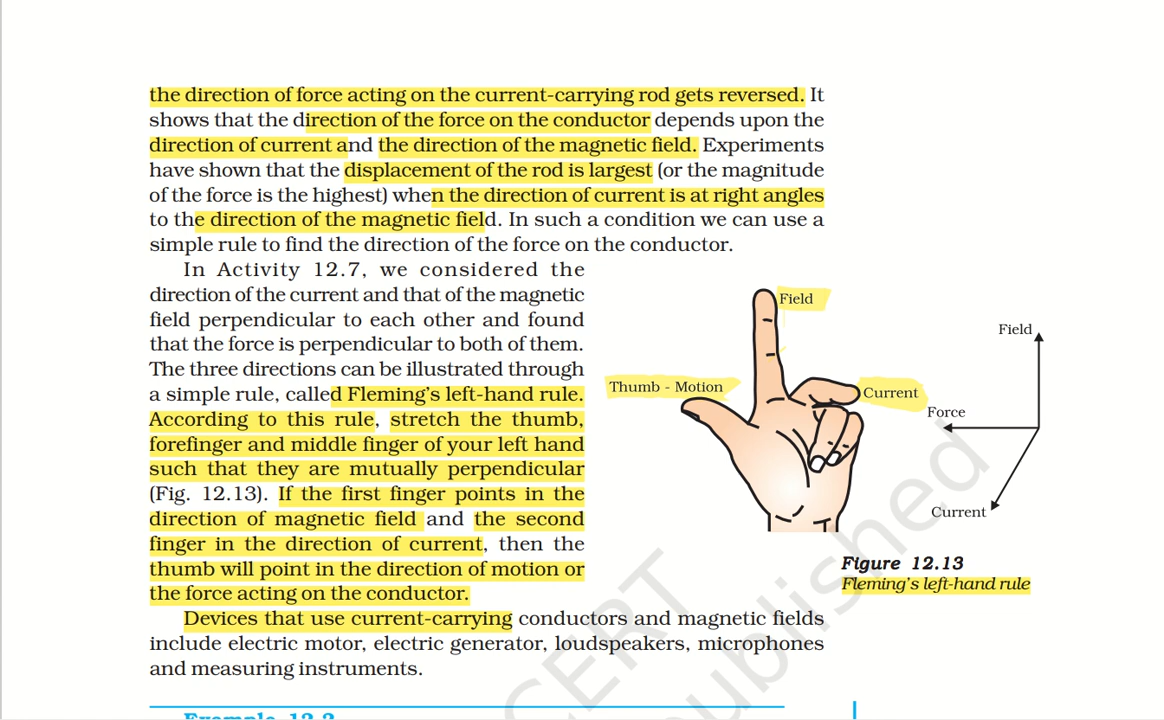 the direction of force acting on the current-carrying rod gets reversed. It
shows that the direction of the force on the conductor depends upon the
direction of current and the direction of the magnetic field. Experiments
have shown that the displacement of the rod is largest (or the magnitude
of the force is the highest) when the direction of current is at right angles
to the direction of the magnetic field. In such a condition we can use a
simple rule to find the direction of the force on the conductor.
In Activity 12.7, we considered the
direction of the current and that of the magnetic
field perpendicular to each other and found
that the force is perpendicular to both of them.
The three directions can be illustrated through
a simple rule, called Fleming's left-hand rule.
According to this rule, stretch the thumb,
forefinger and middle finger of your left hand
such that they are mutually perpendicular
(Fig. 12.13). If the first finger points in the
direction of magnetic field and the second
finger in the direction of current, then the
thumb will point in the direction of motion or
the force acting on the conductor.
Field
Thumb - Motion
Current
Field
Force
Current
Figure 12.13
Fleming's left-hand rule
Devices that use current-carrying conductors and magnetic fields
include electric motor, electric generator, loudspeakers, microphones
and measuring instruments.